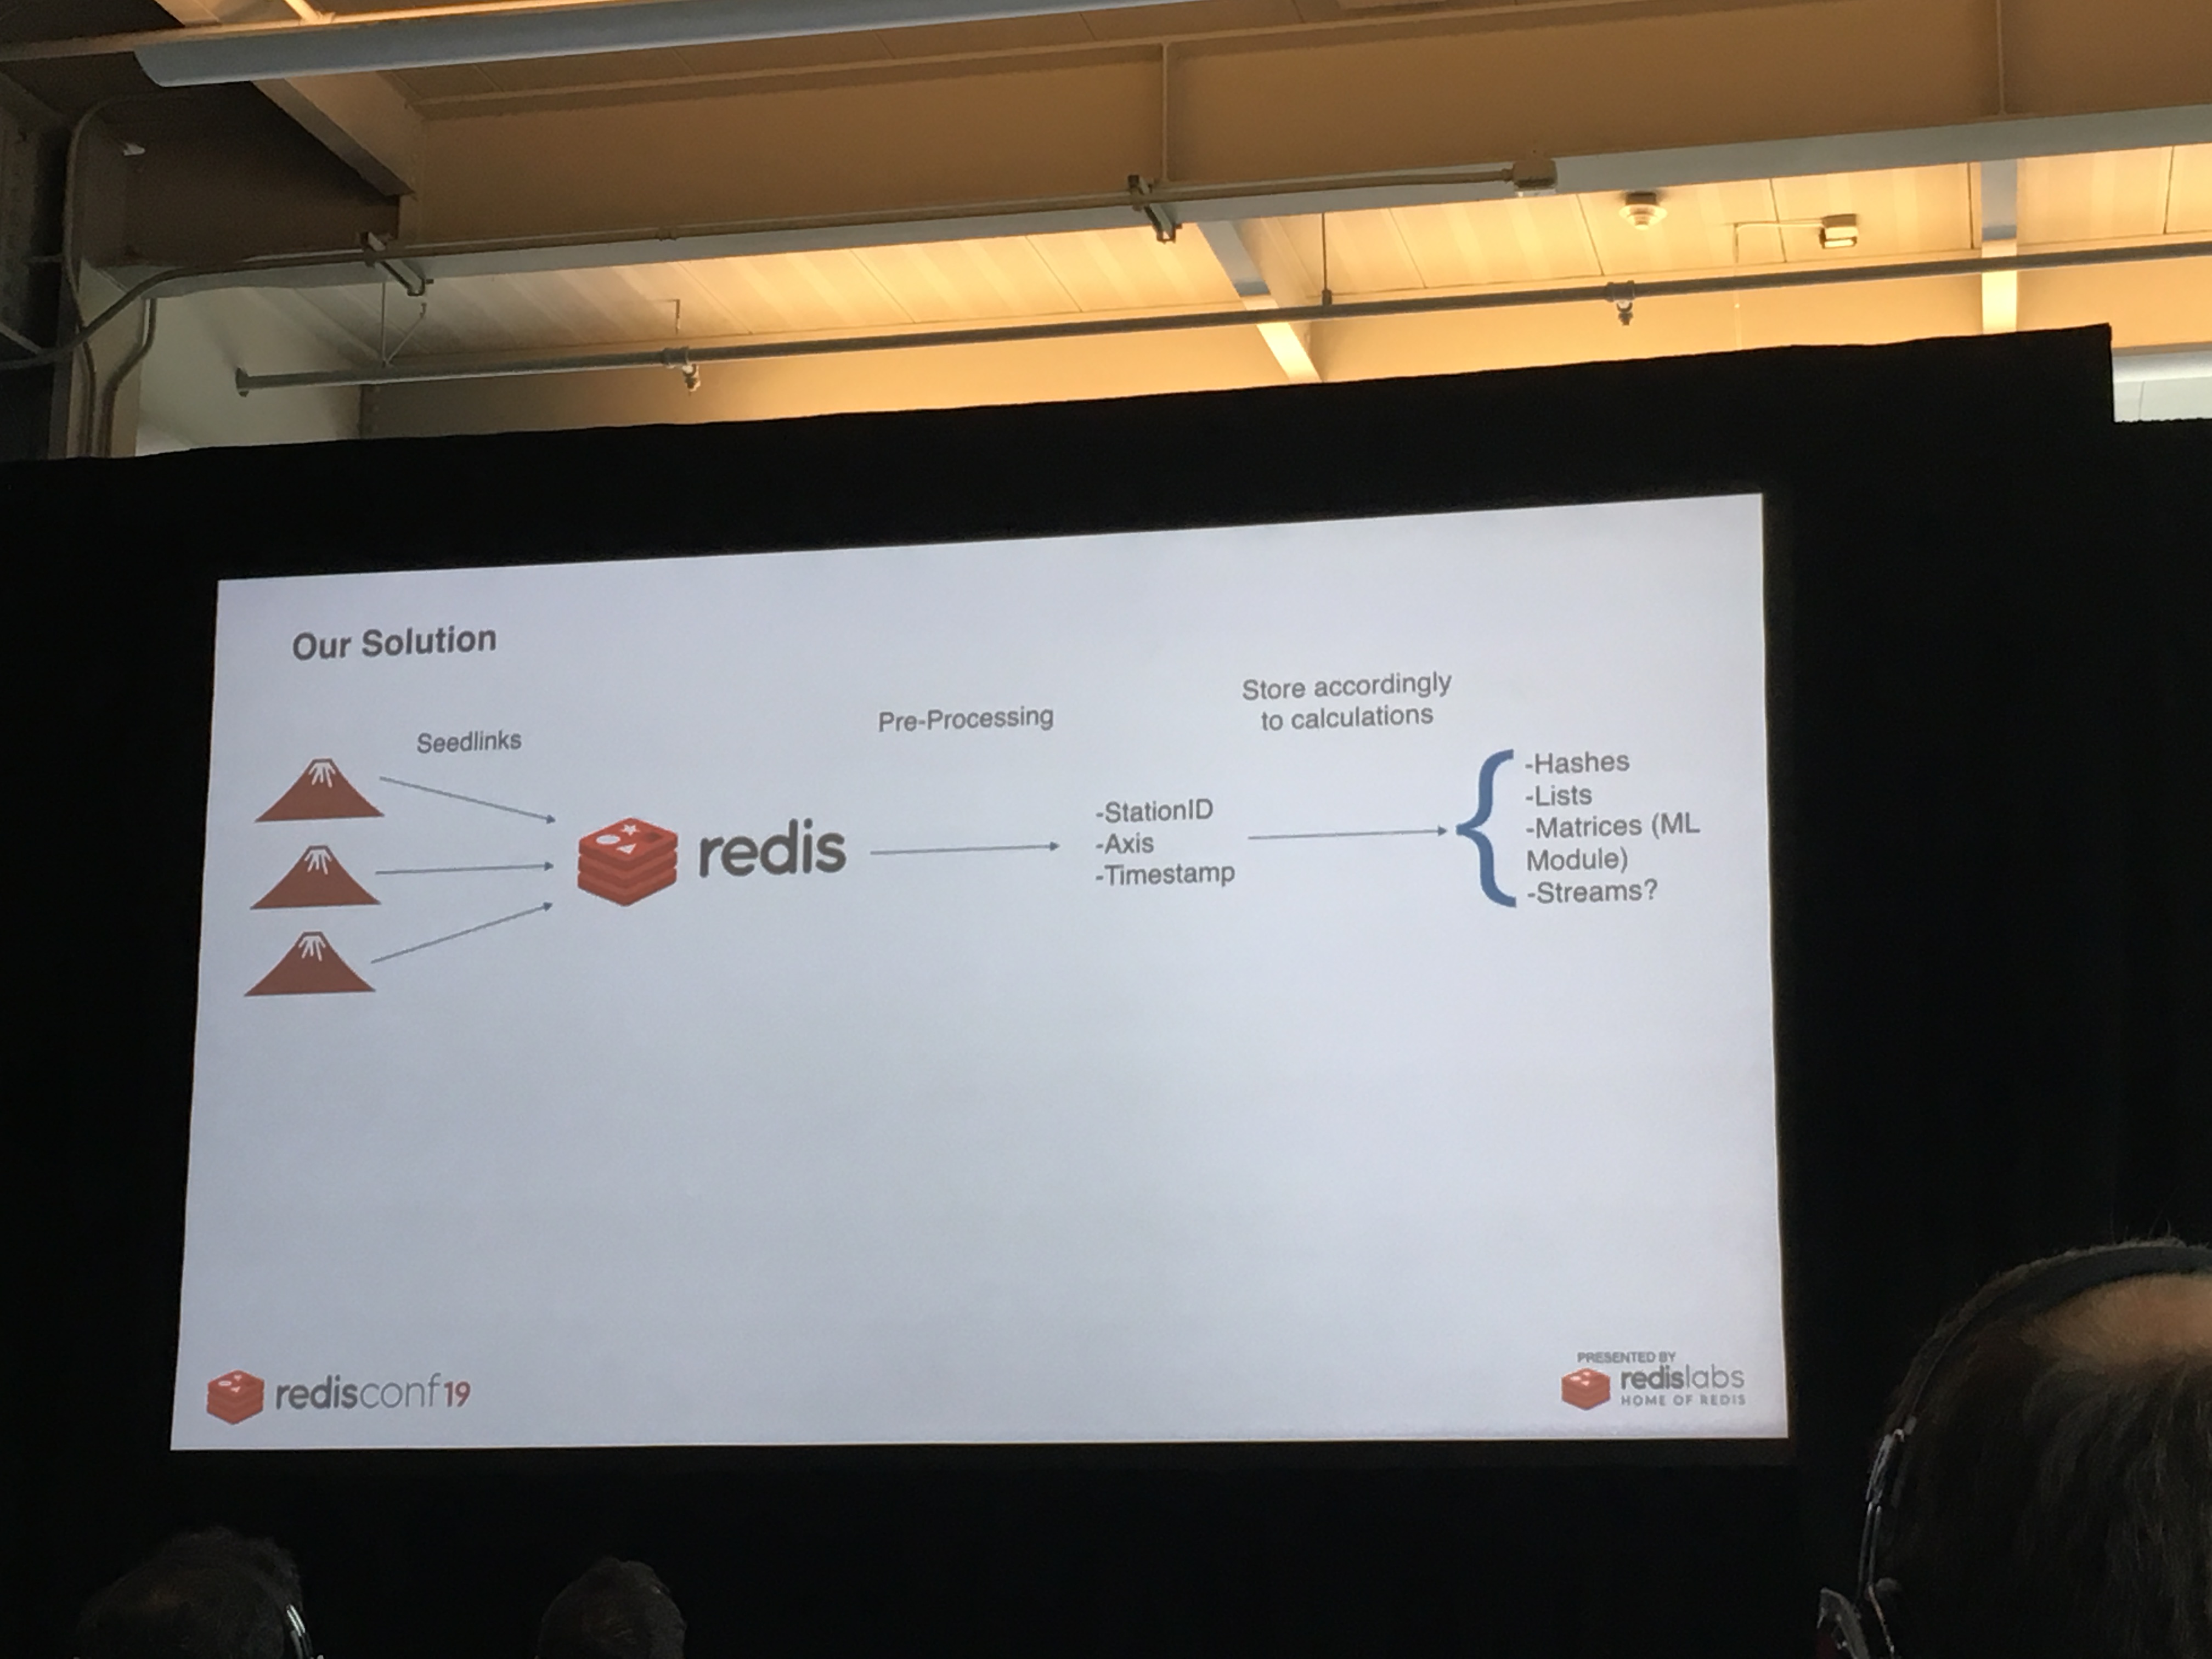 Our Solution
Seedlinks
Pre-Processing
Store accordingly
to calculations
redis
-StationID
-Axis
-Timestamp
-Hashes
-Lists
-Matrices (ML
Module)
-Streams?
redisconf19
PRESENTED BY
redislabs
HOME OF REDIS